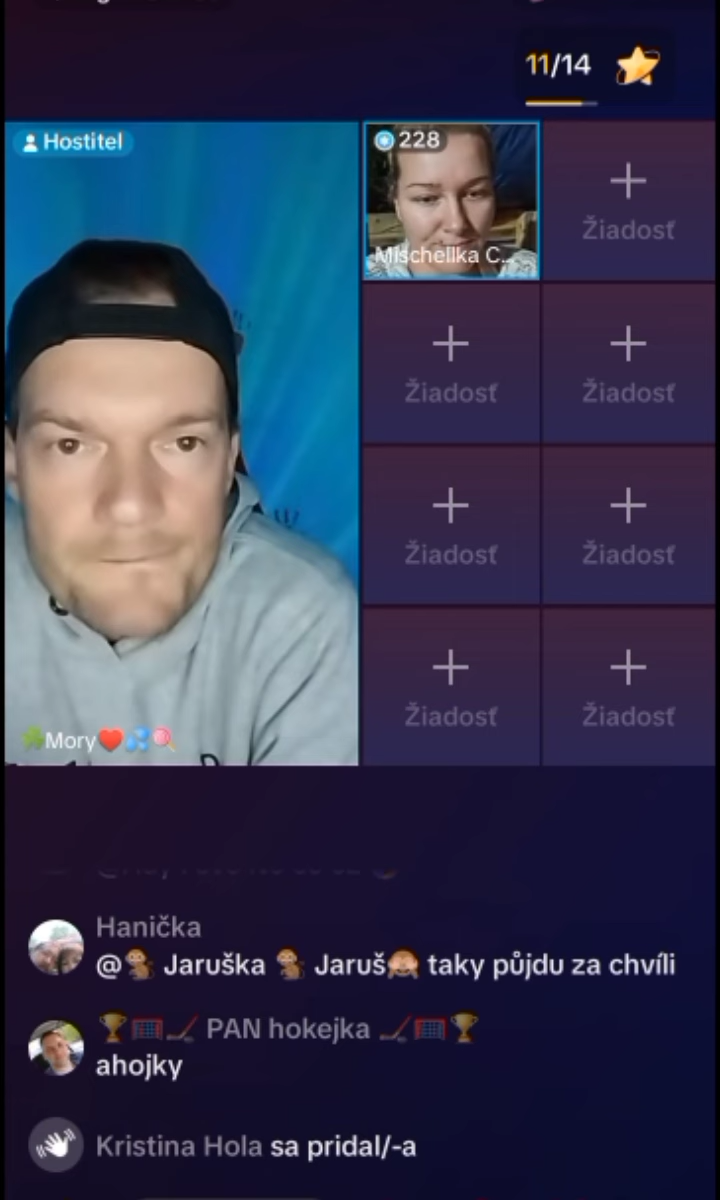 11/14
Hostitel
228
Mischellka C...
Žiadosť
Žiadosť
Žiadosť
Žiadosť
Žiadosť
Žiadosť
Žiadosť
☘️Mory❤️💦🍭
Hanička
@🐒 Jaruška 🐒 Jaruš🙈 taky půjdu za chvíli
🏆🥅🏒 PAN hokejka 🏒🥅🏆
ahojky
Kristina Hola sa pridal/-a